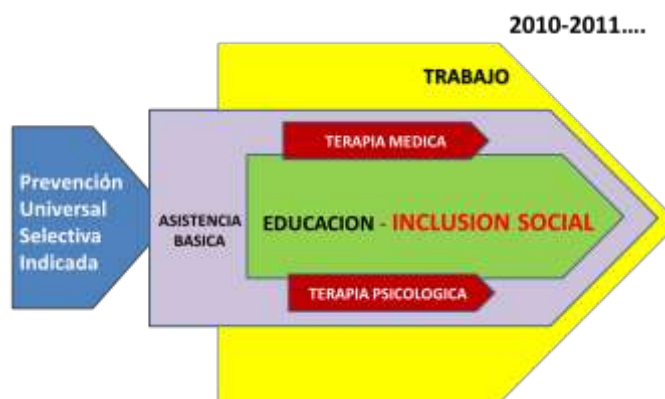 2010-2011....
TRABAJO
TERAPIA MEDICA
Prevención
Universal
Selectiva
Indicada
ASISTENCIA
BASICA
EDUCACION - INCLUSION SOCIAL
TERAPIA PSICOLOGICA